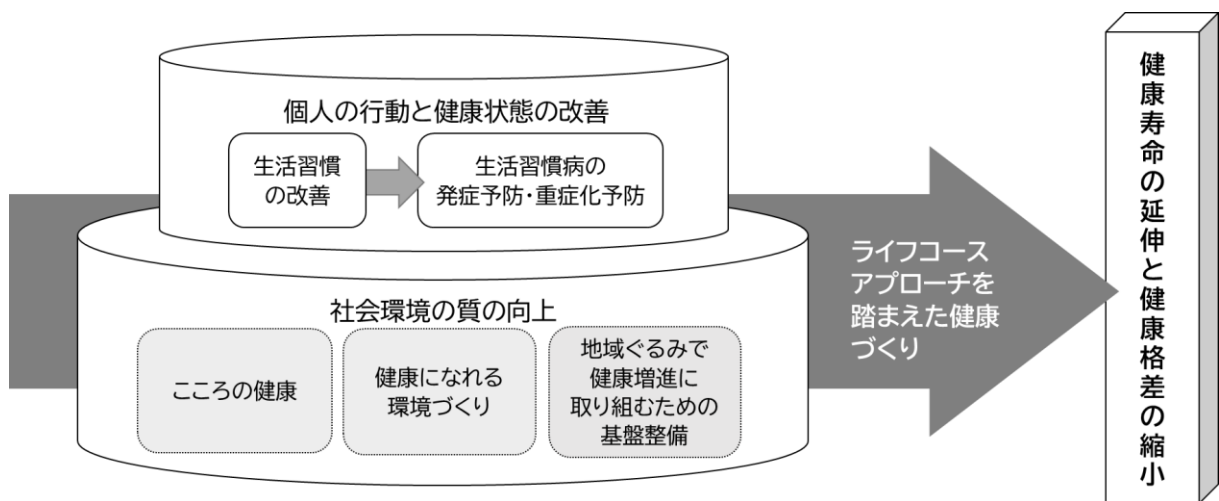 個人の行動と健康状態の改善
生活習慣
の改善
生活習慣病の
発症予防・重症化予防
社会環境の質の向上
こころの健康
健康になれる
環境づくり
地域ぐるみで
健康増進に
取り組むための
基盤整備
ライフコース
アプローチを
踏まえた健康
づくり
健康寿命の延伸と健康格差の縮小